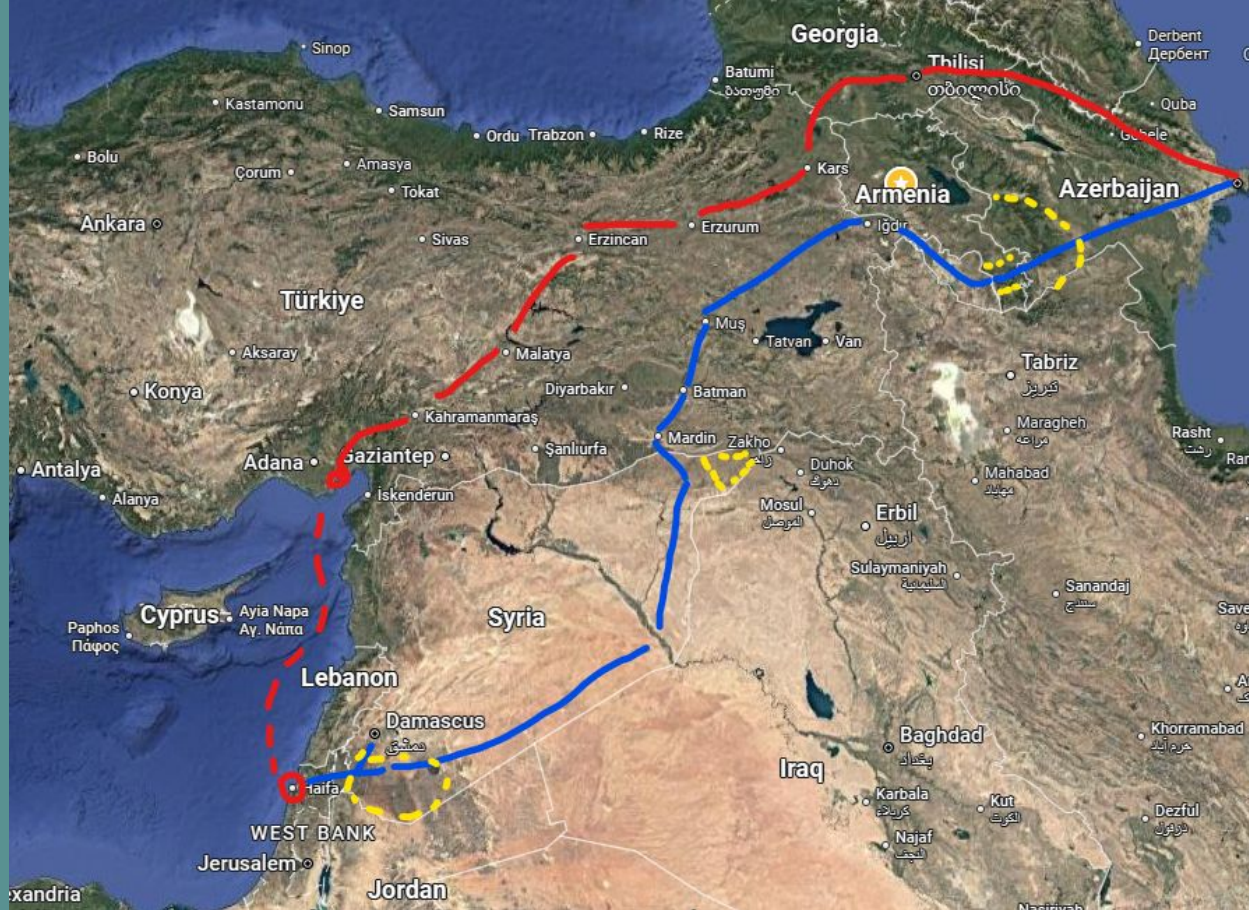 Georgia
Derbent
Дербент
Sinop
Tbilisi
თბილისი
Batumi
ბათუმი
Kastamonu
Samsun
Quba
Ordu
Trabzon
Rize
Gabele
Bolu
Amasya
Çorum
Kars
Tokat
Armenia
Azerbaijan
Ankara
Sivas
Erzincan
Erzurum
Iğdır
Türkiye
Muş
Tatvan
Van
Aksaray
Malatya
Tabriz
تبریز
Konya
Diyarbakır
Batman
Kahramanmaraş
Maragheh
مراغه
Mardin
Zakho
Rasht
رشت
Adana
Gaziantep
Şanlıurfa
Antalya
Duhok
دهوك
Mahabad
مهاباد
Alanya
İskenderun
Mosul
الموصل
Erbil
أربيل
Sulaymaniyah
السليمانية
Sanandaj
سنندج
Cyprus
Ayia Napa
Αγ. Νάπα
Syria
Paphos
Πάφος
Lebanon
Damascus
دمشق
Khorramabad
خرم آباد
Baghdad
بغداد
Iraq
Haifa
Karbala
كربلاء
Kut
الكوت
Dezful
دزفول
WEST BANK
Najaf
النجف
Jerusalem
Jordan